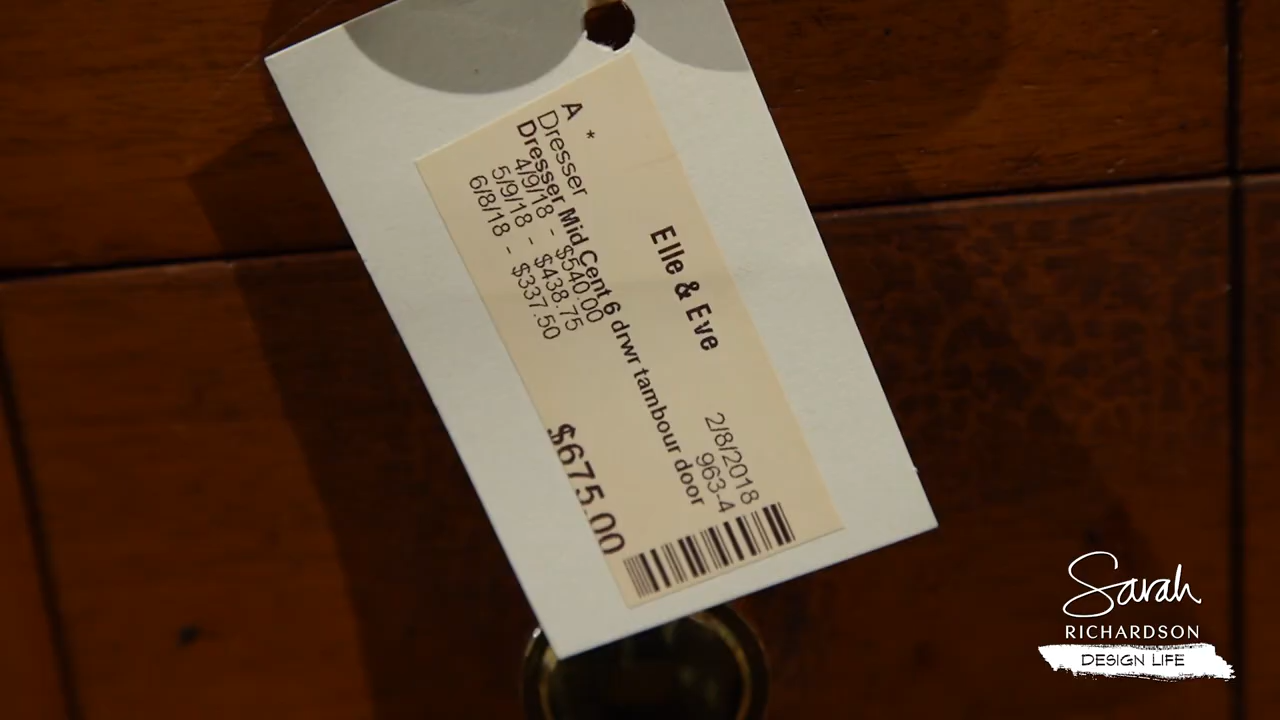 Elle & Eve
A * 2/8/2018
Dresser 963-4
Dresser Mid Cent 6 drwr tambour door
4/9/18 - $540.00
5/9/18 - $438.75
6/8/18 - $337.50
$675.00
Sarah
RICHARDSON
DESIGN LIFE